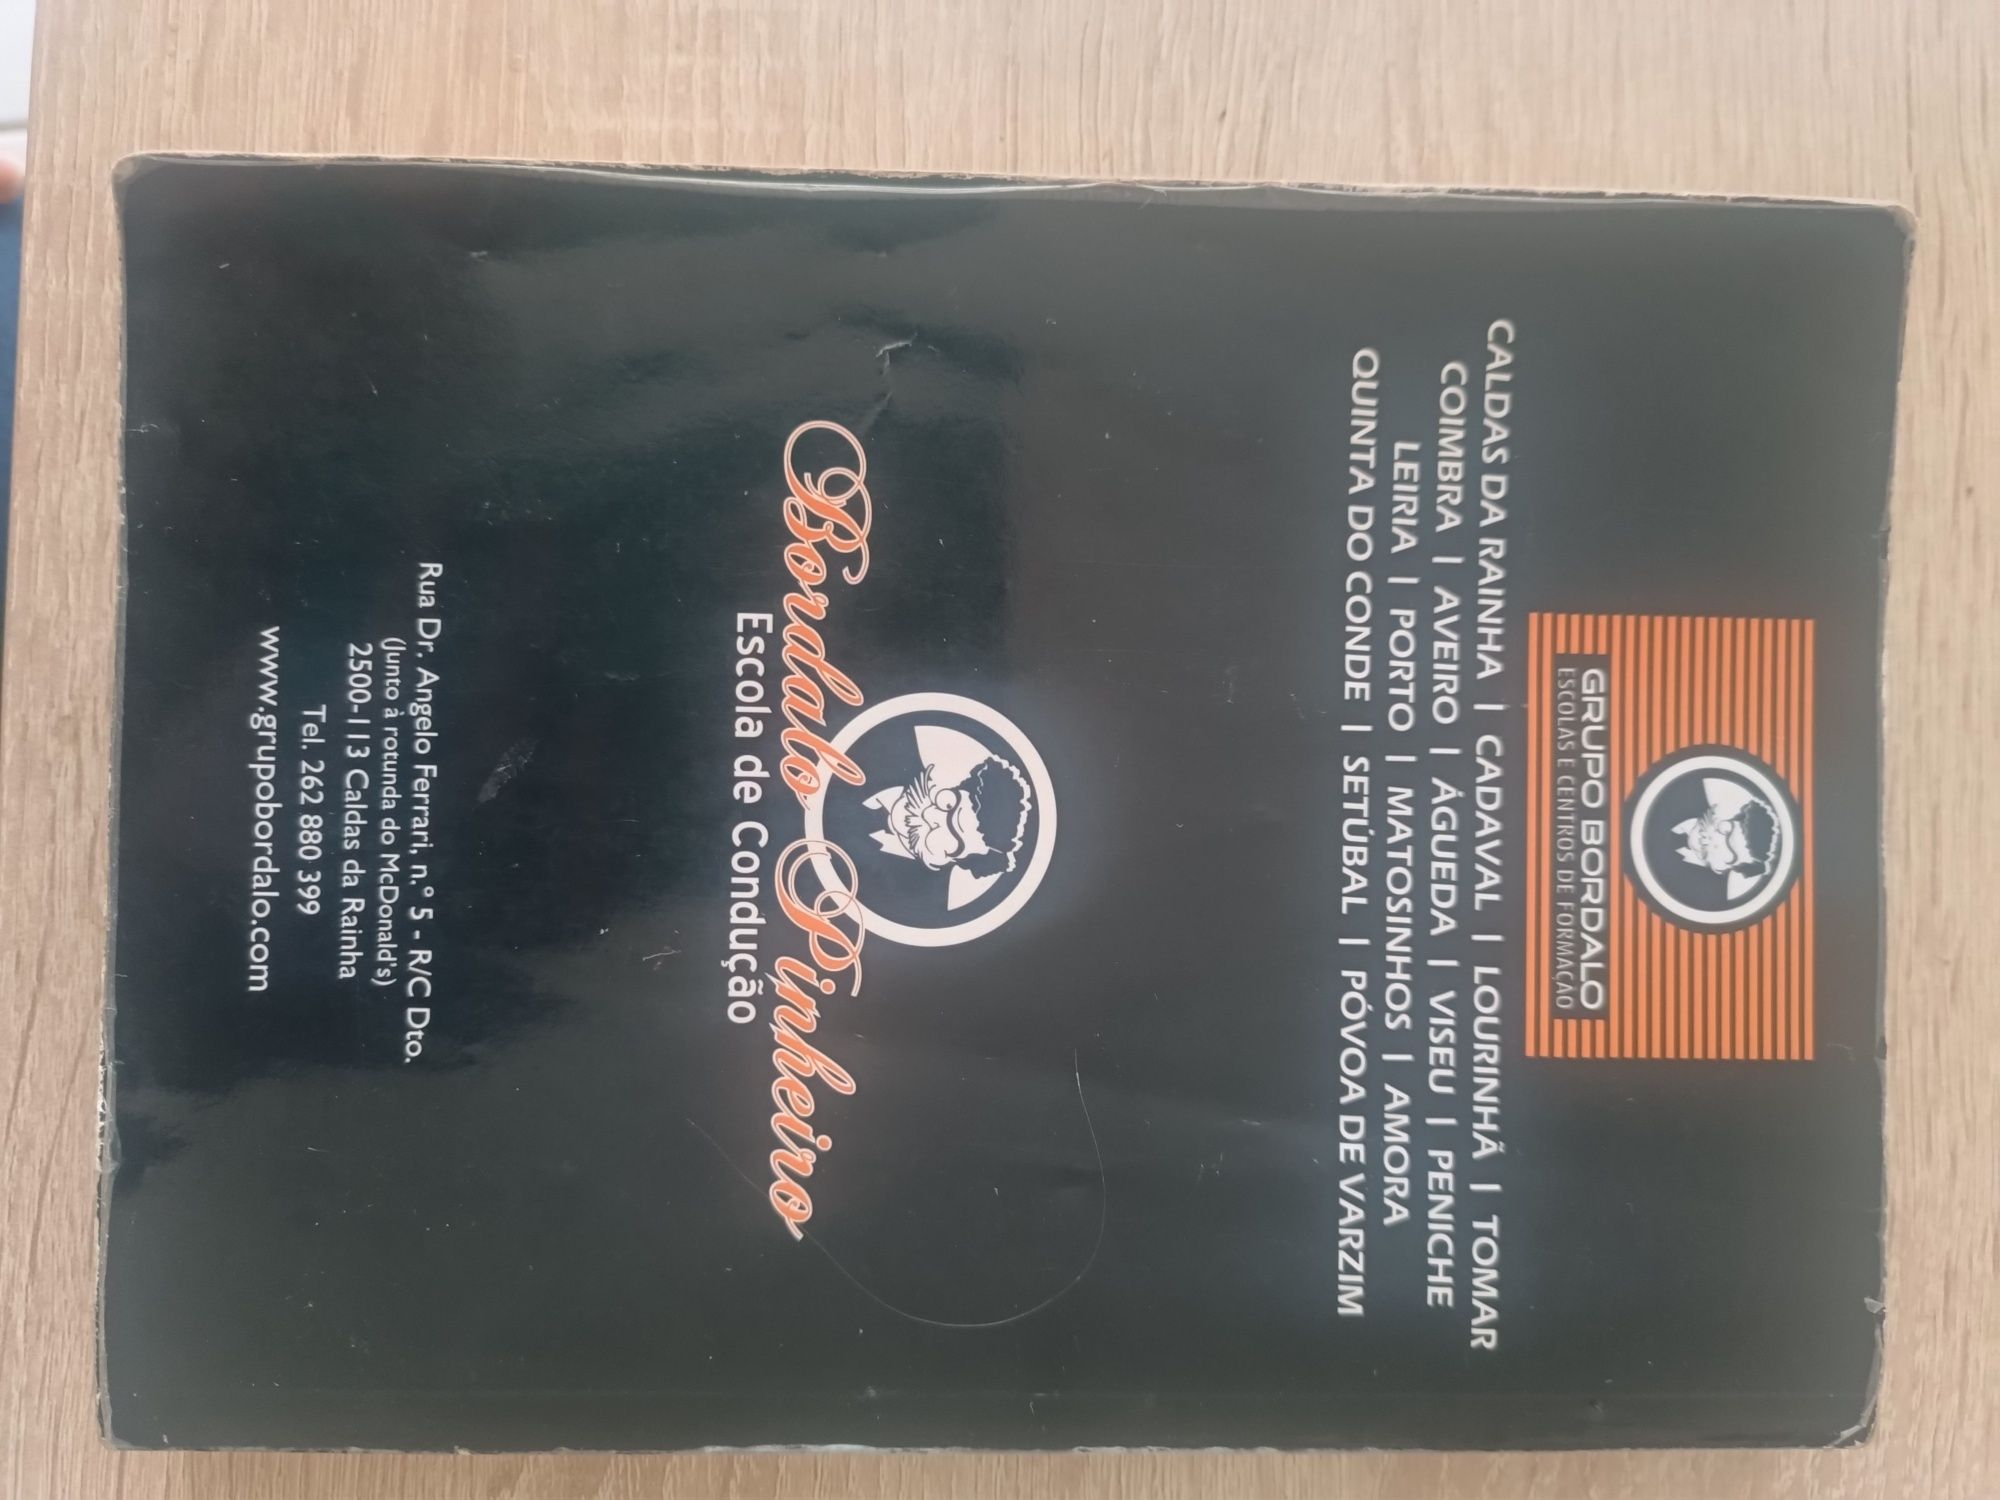 GRUPO BORDALO
ESCOLAS E CENTROS DE FORMAÇÃO
CALDAS DA RAINHA | CADAVAL | LOURINHÃ | TOMAR
COIMBRA | AVEIRO | ÁGUEDA | VISEU | PENICHE
LEIRIA | PORTO | MATOSINHOS | AMORA
QUINTA DO CONDE | SETÚBAL | PÓVOA DE VARZIM
Bordalo Pinheiro
Escola de Condução
Rua Dr. Angelo Ferrari, n.º 5 - R/C Dto.
(Junto à rotunda do McDonald's)
2500-113 Caldas da Rainha
Tel. 262 880 399
www.grupobordalo.com